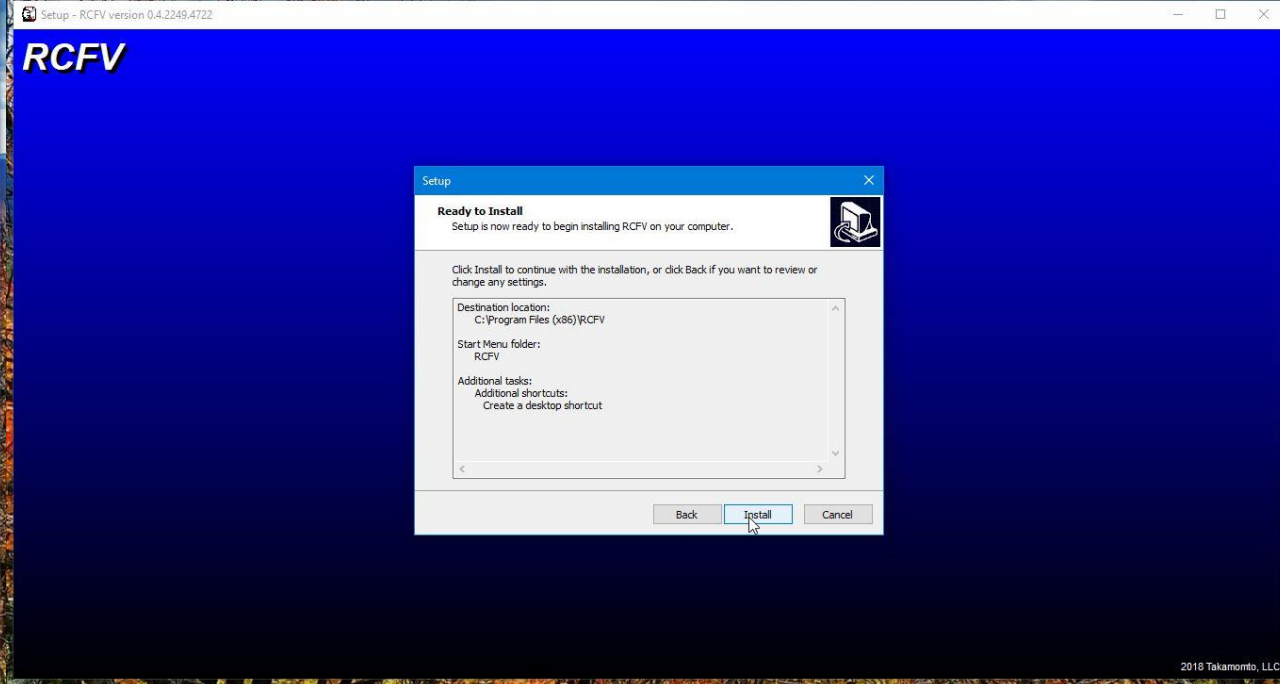 Setup - RCFV version 0.4.2249.4722
RCFV
Setup
Ready to Install
Setup is now ready to begin installing RCFV on your computer.
Click Install to continue with the installation, or click Back if you want to review or
change any settings.
Destination location:
C:\Program Files (x86)\RCFV
Start Menu folder:
RCFV
Additional tasks:
Additional shortcuts:
Create a desktop shortcut
Back
Install
Cancel
2018 Takamomto, LLC